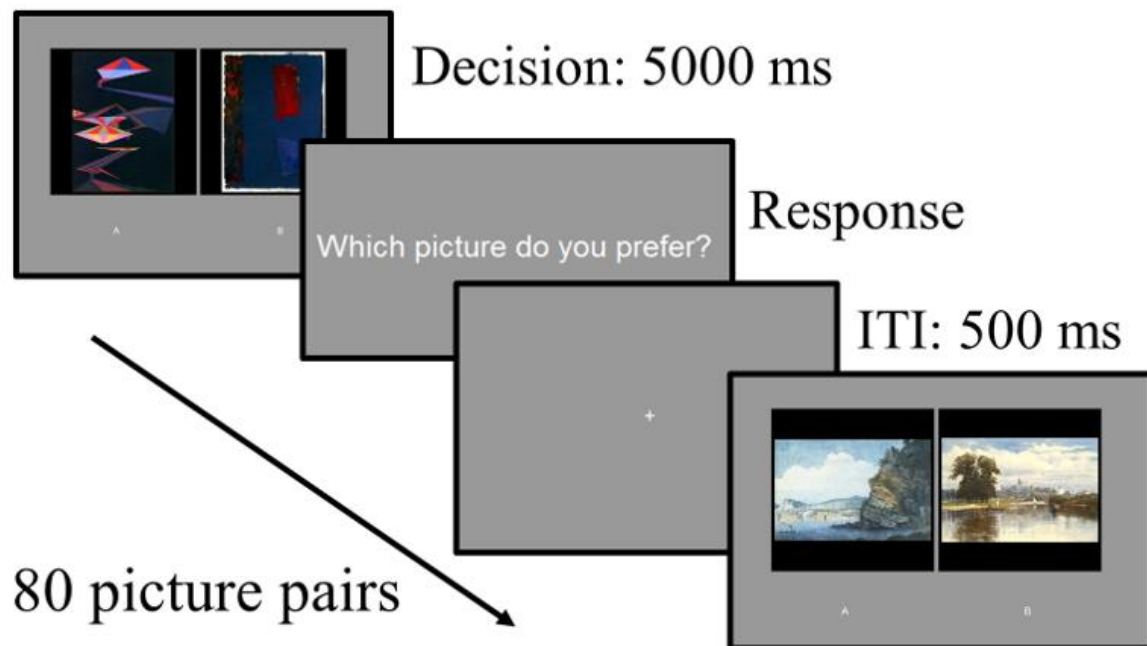 Decision: 5000 ms
A B
Which picture do you prefer?
Response
+
ITI: 500 ms
A B
80 picture pairs